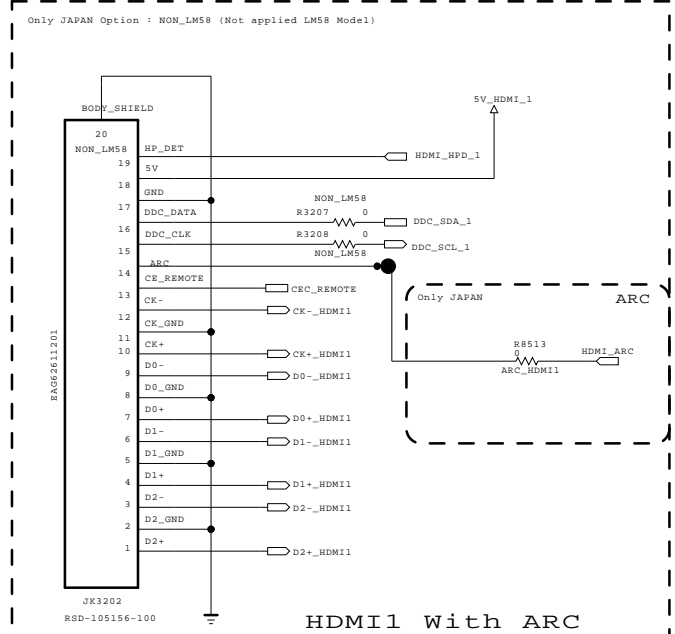 Only JAPAN Option : NON_LM58 (Not applied LM58 Model)
5V_HDMI_1
BODY_SHIELD
20
NON_LM58
HP_DET
HDMI_HPD_1
19
5V
18
GND
17
NON_LM58
DDC_DATA
R3207
0
DDC_SDA_1
16
DDC_CLK
R3208
0
DDC_SCL_1
15
NON_LM58
ARC
14
CE_REMOTE
CEC_REMOTE
13
Only JAPAN
ARC
CK-
CK-_HDMI1
12
CK_GND
11
EAG62611201
CK+
CK+_HDMI1
10
R8513
0
HDMI_ARC
ARC_HDMI1
D0-
D0-_HDMI1
9
D0_GND
8
D0+
D0+_HDMI1
7
D1-
D1-_HDMI1
6
D1_GND
5
D1+
D1+_HDMI1
4
D2-
D2-_HDMI1
3
D2_GND
2
D2+
D2+_HDMI1
1
JK3202
RSD-105156-100
HDMI1 With ARC